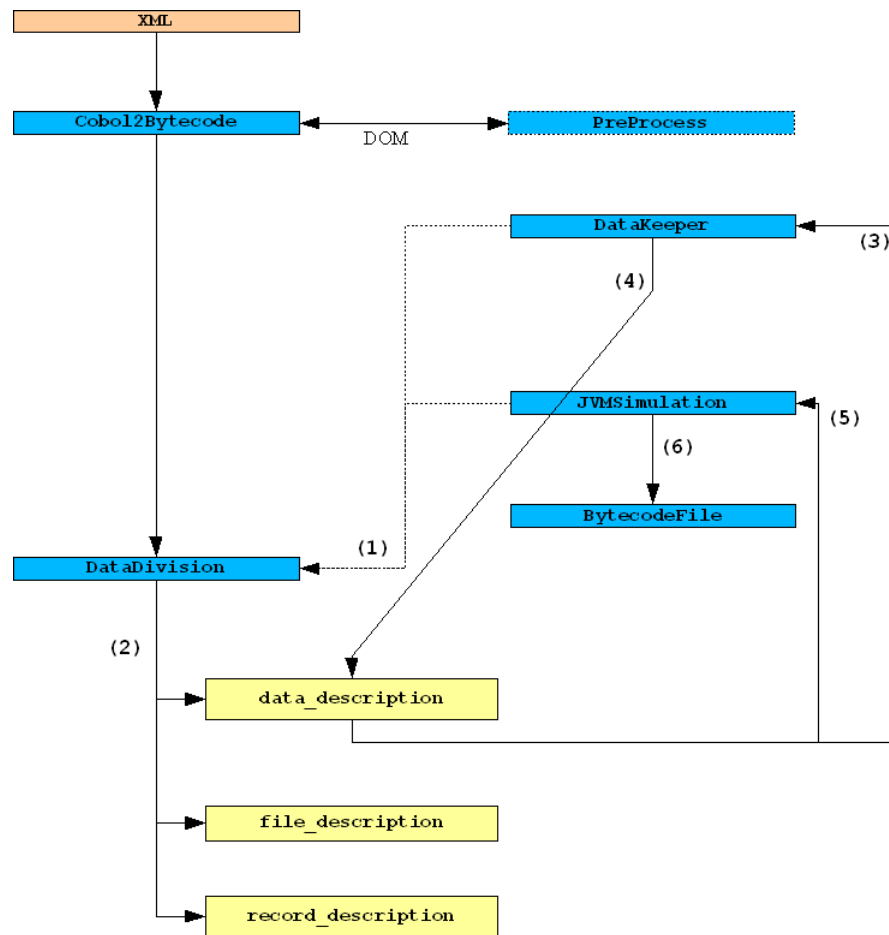 XML
Cobol2Bytecode
DOM
PreProcess
DataKeeper
(3)
(4)
JVMSimulation
(5)
(6)
BytecodeFile
(1)
DataDivision
(2)
data_description
file_description
record_description